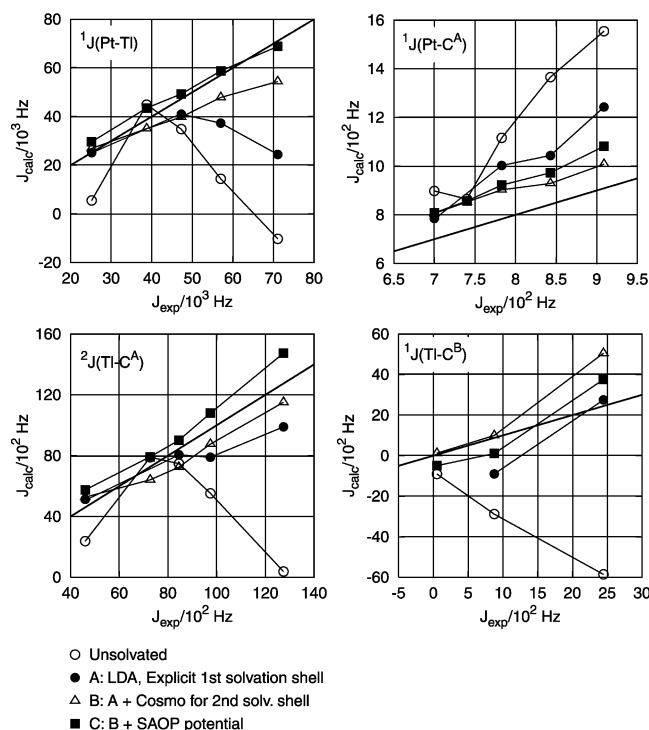 ¹J(Pt-Tl)
80
60
40
20
0
-20
J_calc/10³ Hz
20 30 40 50 60 70 80
J_exp/10³ Hz
¹J(Pt-C^A)
16
14
12
10
8
6
J_calc/10² Hz
6.5 7 7.5 8 8.5 9 9.5
J_exp/10² Hz
²J(Tl-C^A)
160
120
80
40
0
J_calc/10² Hz
40 60 80 100 120 140
J_exp/10² Hz
¹J(Tl-C^B)
60
40
20
0
-20
-40
-60
J_calc/10² Hz
-5 0 5 10 15 20 25 30
J_exp/10² Hz
Unsolvated
A: LDA, Explicit 1st solvation shell
B: A + Cosmo for 2nd solv. shell
C: B + SAOP potential